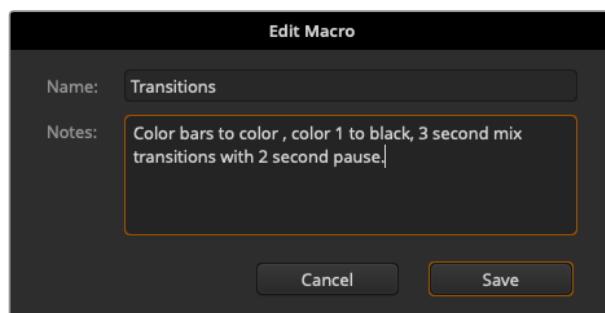 Edit Macro
Name: Transitions
Notes: Color bars to color , color 1 to black, 3 second mix
transitions with 2 second pause.
Cancel Save